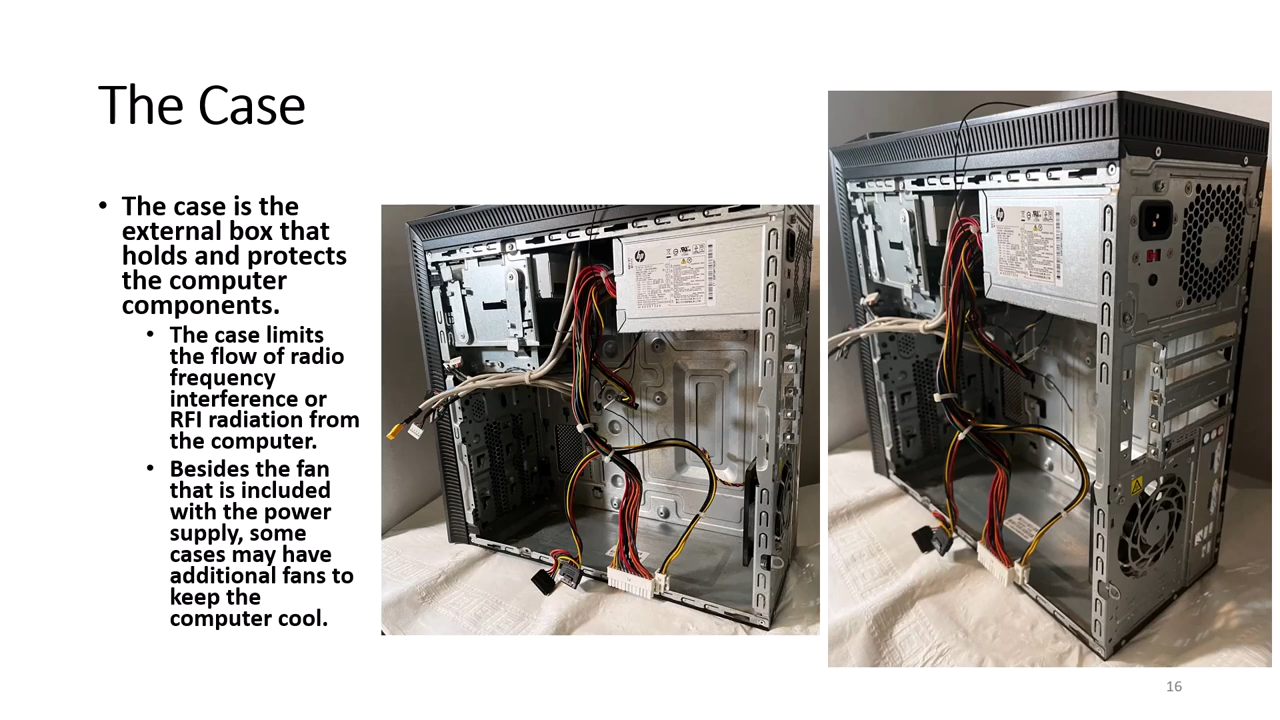 The Case
• The case is the
external box that
holds and protects
the computer
components.
• The case limits
the flow of radio
frequency
interference or
RFI radiation from
the computer.
• Besides the fan
that is included
with the power
supply, some
cases may have
additional fans to
keep the
computer cool.
hp
hp
16